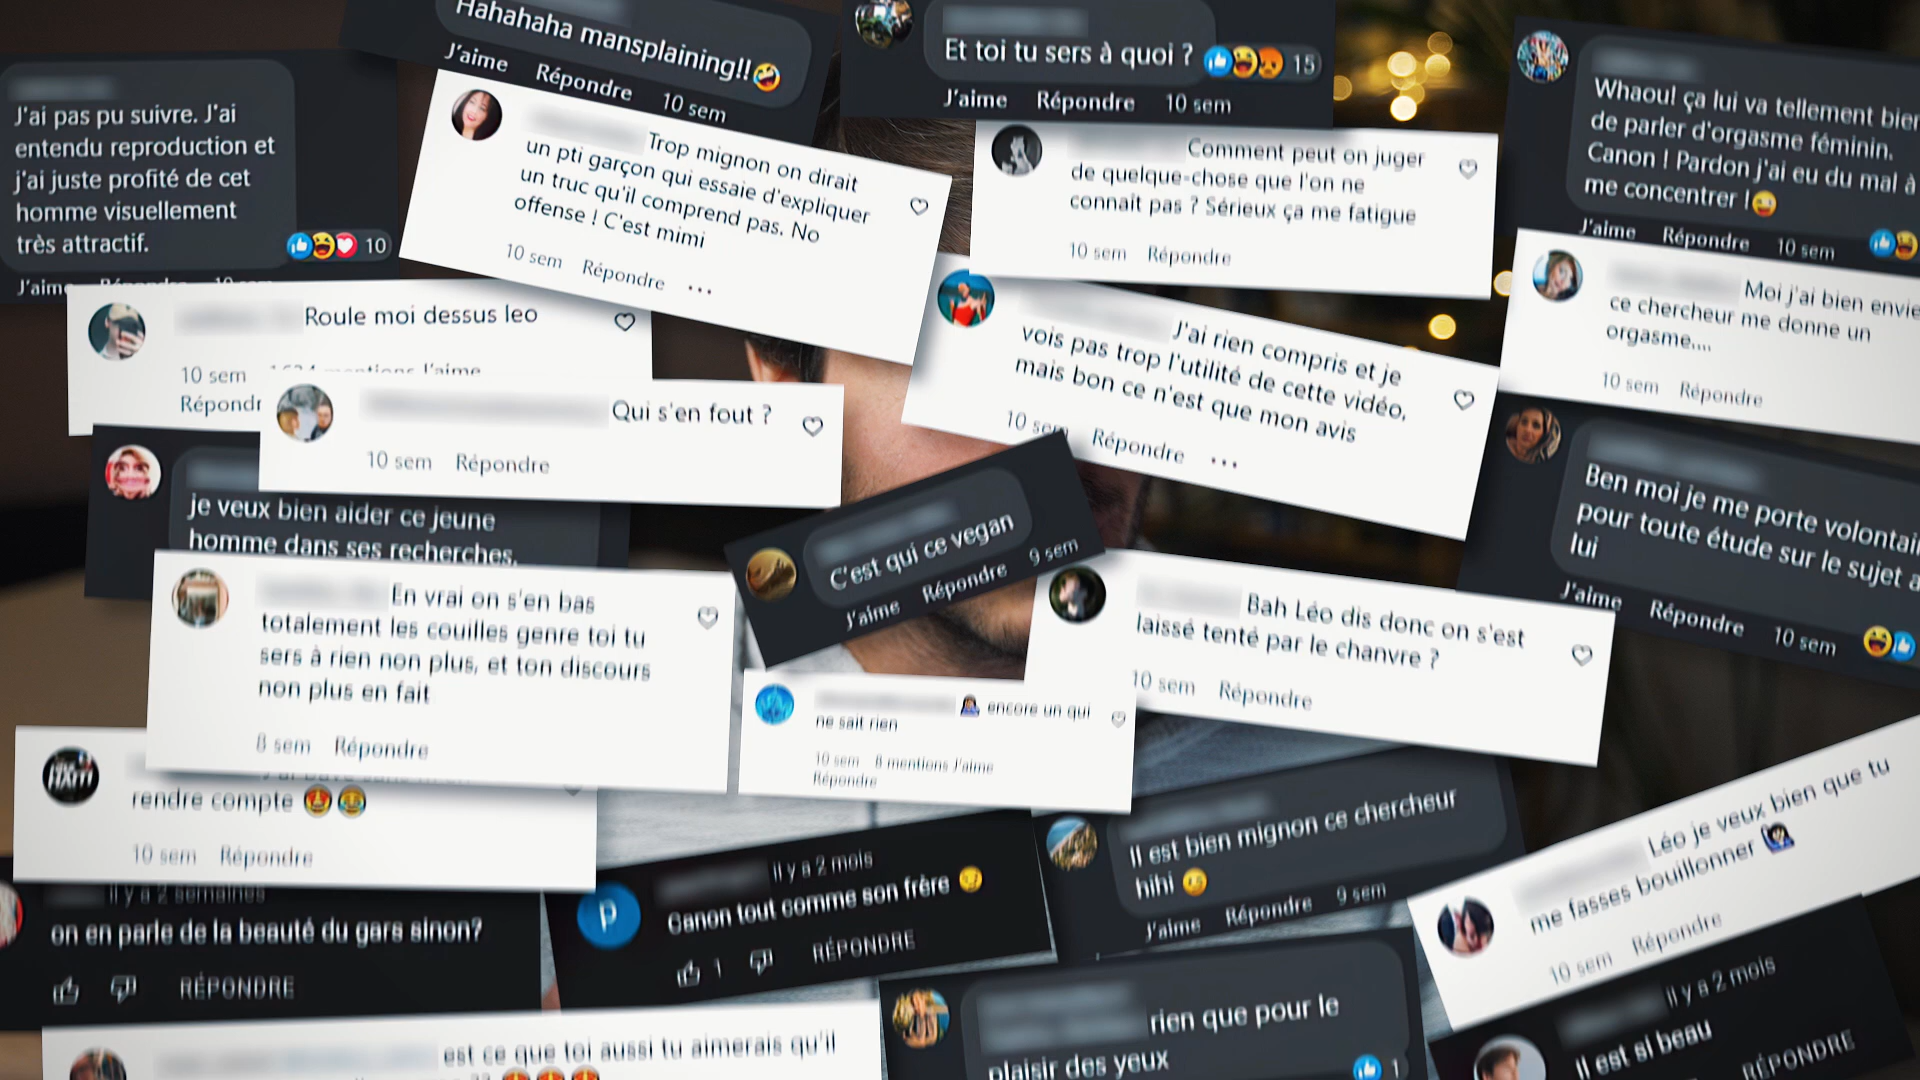 Hahahaha mansplaining!!🤣
J'aime Répondre 10 sem
Et toi tu sers à quoi ?
15
J'aime Répondre 10 sem
J'ai pas pu suivre. J'ai
entendu reproduction et
j'ai juste profité de cet
homme visuellement
très attractif.
10
J'aime
Trop mignon on dirait
un pti garçon qui essaie d'expliquer
un truc qu'il comprend pas. No
offense ! C'est mimi
10 sem Répondre ...
Comment peut on juger
de quelque-chose que l'on ne
connaît pas ? Sérieux ça me fatigue
10 sem Répondre
Whaou! ça lui va tellement bien
de parler d'orgasme féminin.
Canon ! Pardon j'ai eu du mal à
me concentrer !😜
J'aime Répondre 10 sem
Roule moi dessus leo
10 sem mentions J'aime
Répondr
J'ai rien compris et je
vois pas trop l'utilité de cette vidéo,
mais bon ce n'est que mon avis
10 sem Répondre ...
Moi j'ai bien envie
ce chercheur me donne un
orgasme....
10 sem Répondre
Qui s'en fout ?
10 sem Répondre
je veux bien aider ce jeune
homme dans ses recherches,
C'est qui ce vegan
J'aime Répondre 9 sem
Ben moi je me porte volontai
pour toute étude sur le sujet a
lui
J'aime Répondre 10 sem
En vrai on s'en bas
totalement les couilles genre toi tu
sers à rien non plus, et ton discours
non plus en fait
8 sem Répondre
Bah Léo dis donc on s'est
laissé tenté par le chanvre ?
10 sem Répondre
🤦🏽‍♀️ encore un qui
ne sait rien
10 sem 8 mentions J'aime
Répondre
rendre compte
10 sem Répondre
Il est bien mignon ce chercheur
hihi
J'aime Répondre 9 sem
Léo je veux bien que tu
me fasses bouillonner
10 sem Répondre
il y a 2 semaines
on en parle de la beauté du gars sinon?
RÉPONDRE
P
il y a 2 mois
Canon tout comme son frère
1 RÉPONDRE
rien que pour le
plaisir des yeux
1
il y a 2 mois
Il est si beau
RÉPONDRE
est ce que toi aussi tu aimerais qu'il